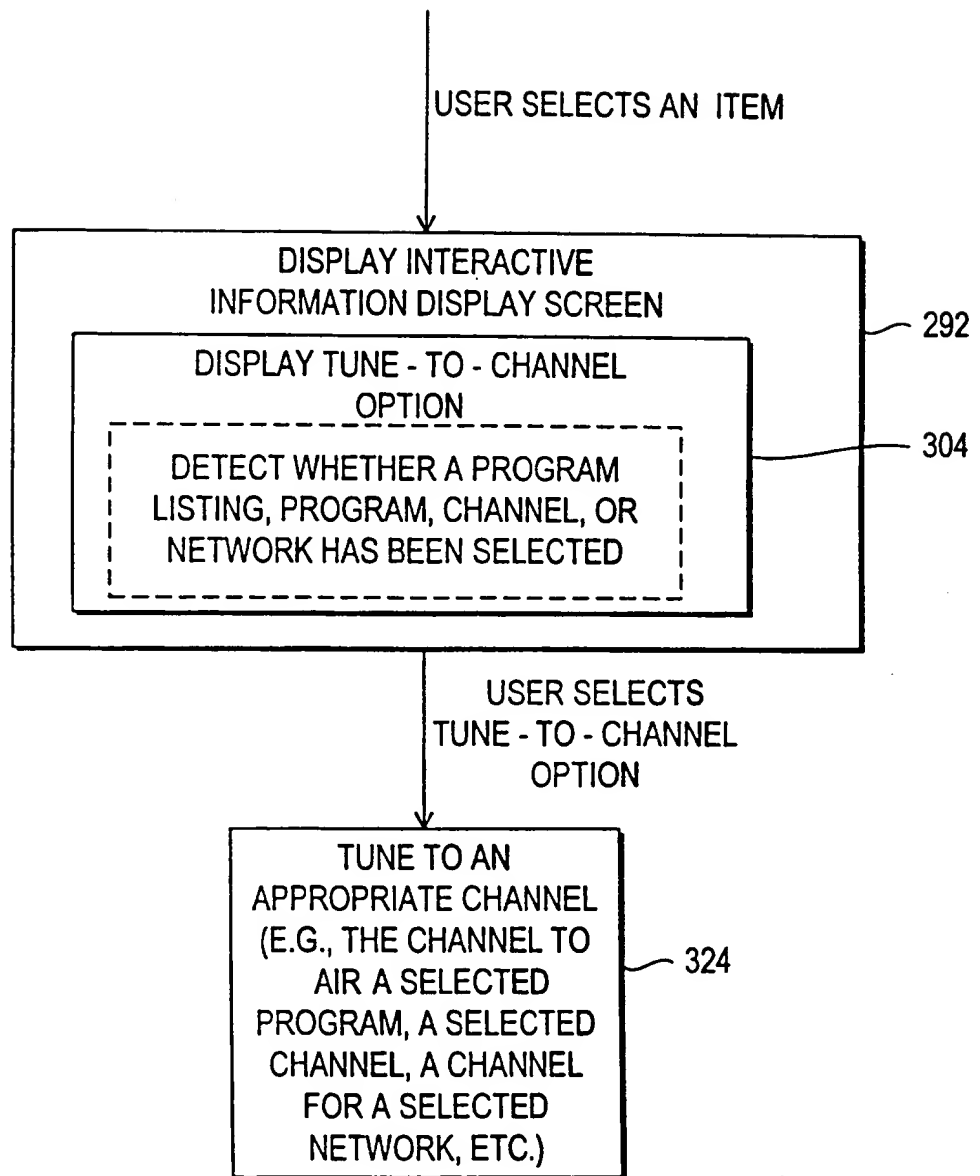 USER SELECTS AN ITEM
DISPLAY INTERACTIVE
INFORMATION DISPLAY SCREEN
292
DISPLAY TUNE - TO - CHANNEL
OPTION
304
DETECT WHETHER A PROGRAM
LISTING, PROGRAM, CHANNEL, OR
NETWORK HAS BEEN SELECTED
USER SELECTS
TUNE - TO - CHANNEL
OPTION
TUNE TO AN
APPROPRIATE CHANNEL
(E.G., THE CHANNEL TO
AIR A SELECTED
PROGRAM, A SELECTED
CHANNEL, A CHANNEL
FOR A SELECTED
NETWORK, ETC.)
324